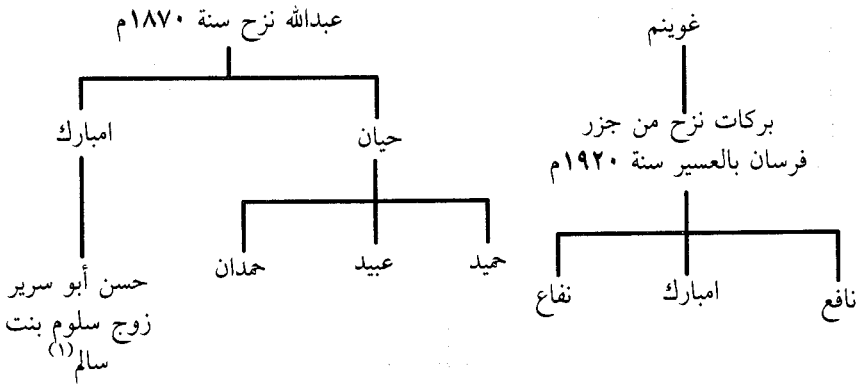 غوينم
بركات نزح من جزر
فرسان بالعسير سنة ١٩٢٠م
نافع
امبارك
نفاع
عبدالله نزح سنة ١٨٧٠م
حيان
امبارك
حميد
عبيد
حمدان
حسن أبو سرير
زوج سلوم بنت
سالم(١)